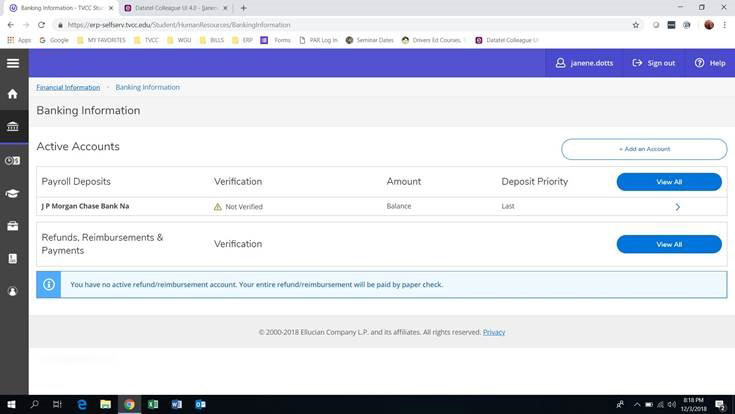 Banking Information - TVCC Stu
Datatel Colleague UI 4.0 - (Janene
https://erp-selfserv.tvcc.edu/Student/HumanResources/BankingInformation
Apps
Google
MY FAVORITES
TVCC
WGU
BILLS
ERP
Forms
PAR Log In
Seminar Dates
Drivers Ed Courses,
Datatel Colleague UI
janene.dotts
Sign out
Help
Financial Information
Banking Information
Banking Information
Active Accounts
+ Add an Account
Payroll Deposits
Verification
Amount
Deposit Priority
View All
J P Morgan Chase Bank Na
Not Verified
Balance
Last
Refunds, Reimbursements &
Payments
Verification
View All
You have no active refund/reimbursement account. Your entire refund/reimbursement will be paid by paper check.
© 2000-2018 Ellucian Company L.P. and its affiliates. All rights reserved. Privacy
8:18 PM
12/3/2018